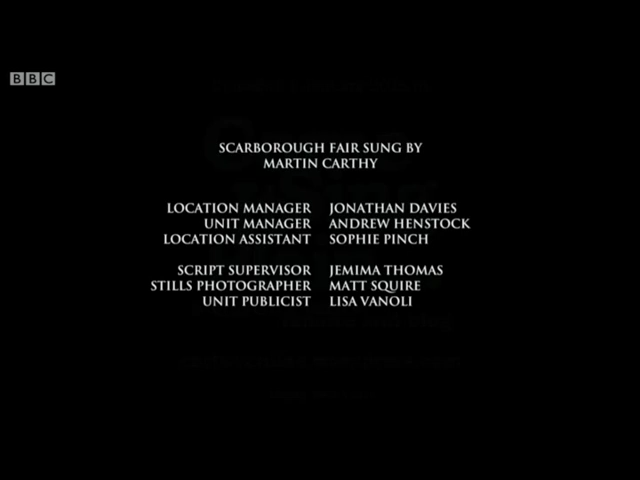 BBC
SCARBOROUGH FAIR SUNG BY
MARTIN CARTHY
LOCATION MANAGER JONATHAN DAVIES
UNIT MANAGER ANDREW HENSTOCK
LOCATION ASSISTANT SOPHIE PINCH
SCRIPT SUPERVISOR JEMIMA THOMAS
STILLS PHOTOGRAPHER MATT SQUIRE
UNIT PUBLICIST LISA VANOLI